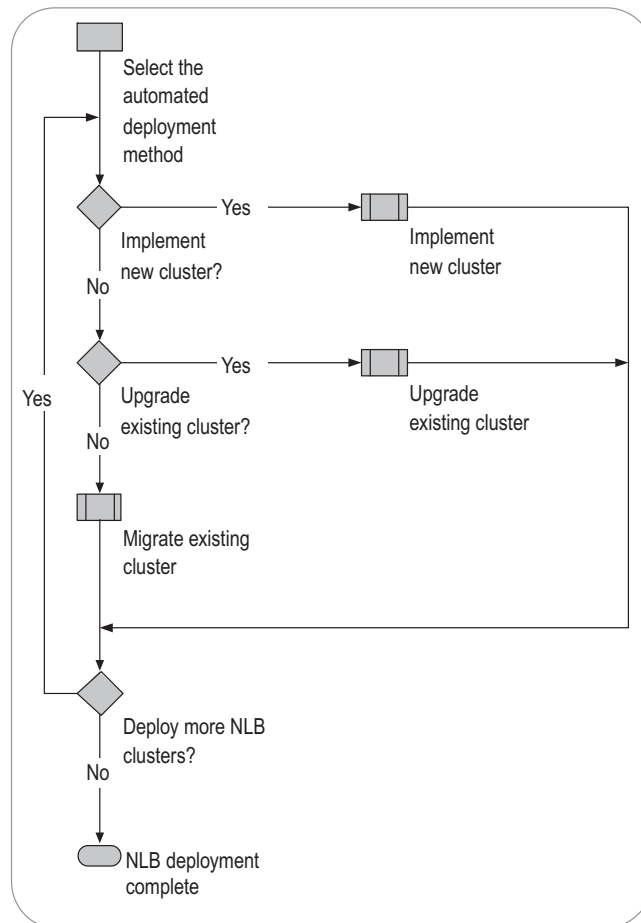 Select the
automated
deployment
method
Yes
Implement
new cluster?
Implement
new cluster
No
Yes
Yes
Upgrade
existing cluster?
Upgrade
existing cluster
No
Migrate existing
cluster
Deploy more NLB
clusters?
No
NLB deployment
complete